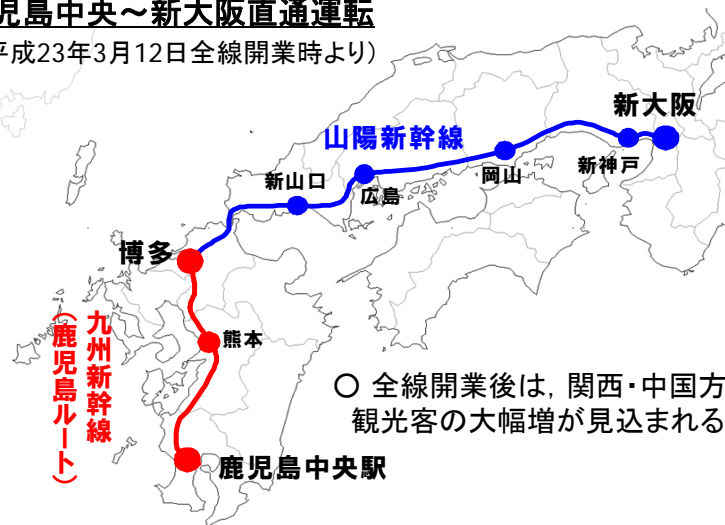 児島中央～新大阪直通運転
平成23年3月12日全線開業時より)
新大阪
山陽新幹線
新神戸
岡山
新山口
広島
博多
九州新幹線
(鹿児島ルート)
熊本
○ 全線開業後は, 関西・中国方
観光客の大幅増が見込まれる
鹿児島中央駅